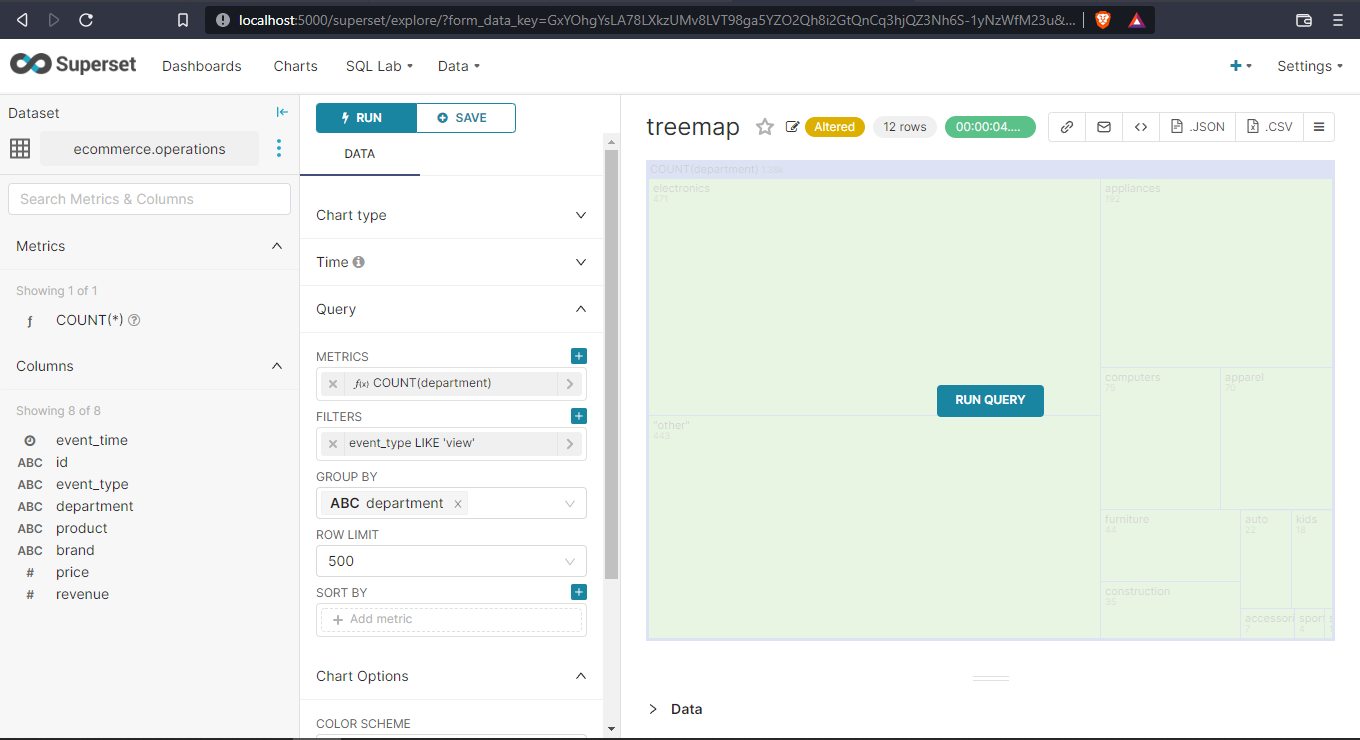 localhost:5000/superset/explore/?form_data_key=GxYOhgYsLA78LXkzUMv8LVT98ga5YZO2Qh8i2GtQnCq3hjQZ3Nh6S-1yNzWfM23u&...
Superset Dashboards Charts SQL Lab Data Settings
Dataset
ecommerce.operations
Search Metrics & Columns
Metrics
Showing 1 of 1
f COUNT(*)
Columns
Showing 8 of 8
event_time
ABC id
ABC event_type
ABC department
ABC product
ABC brand
# price
# revenue
RUN SAVE
DATA
Chart type
Time
Query
METRICS
f(x) COUNT(department)
FILTERS
event_type LIKE 'view'
GROUP BY
ABC department
ROW LIMIT
500
SORT BY
Add metric
Chart Options
COLOR SCHEME
treemap Altered 12 rows 00:00:04.... .JSON .CSV
COUNT(department)
electronics
471
appliances
192
computers
75
apparel
70
RUN QUERY
"other"
443
furniture
44
auto
22
kids
18
construction
35
accessori
7
spor
4
Data